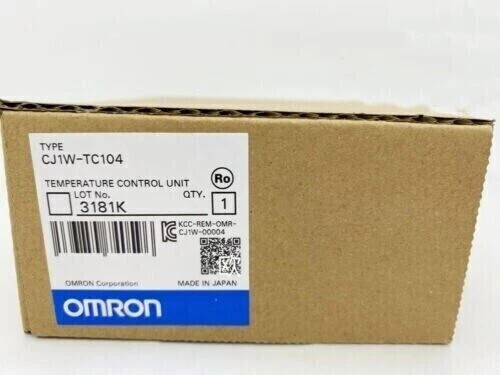 TYPE
CJ1W-TC104
TEMPERATURE CONTROL UNIT
Ro
LOT No. QTY.
3181K 1
KCC-REM-OMR-
CJ1W-00004
OMRON Corporation MADE IN JAPAN
OMRON